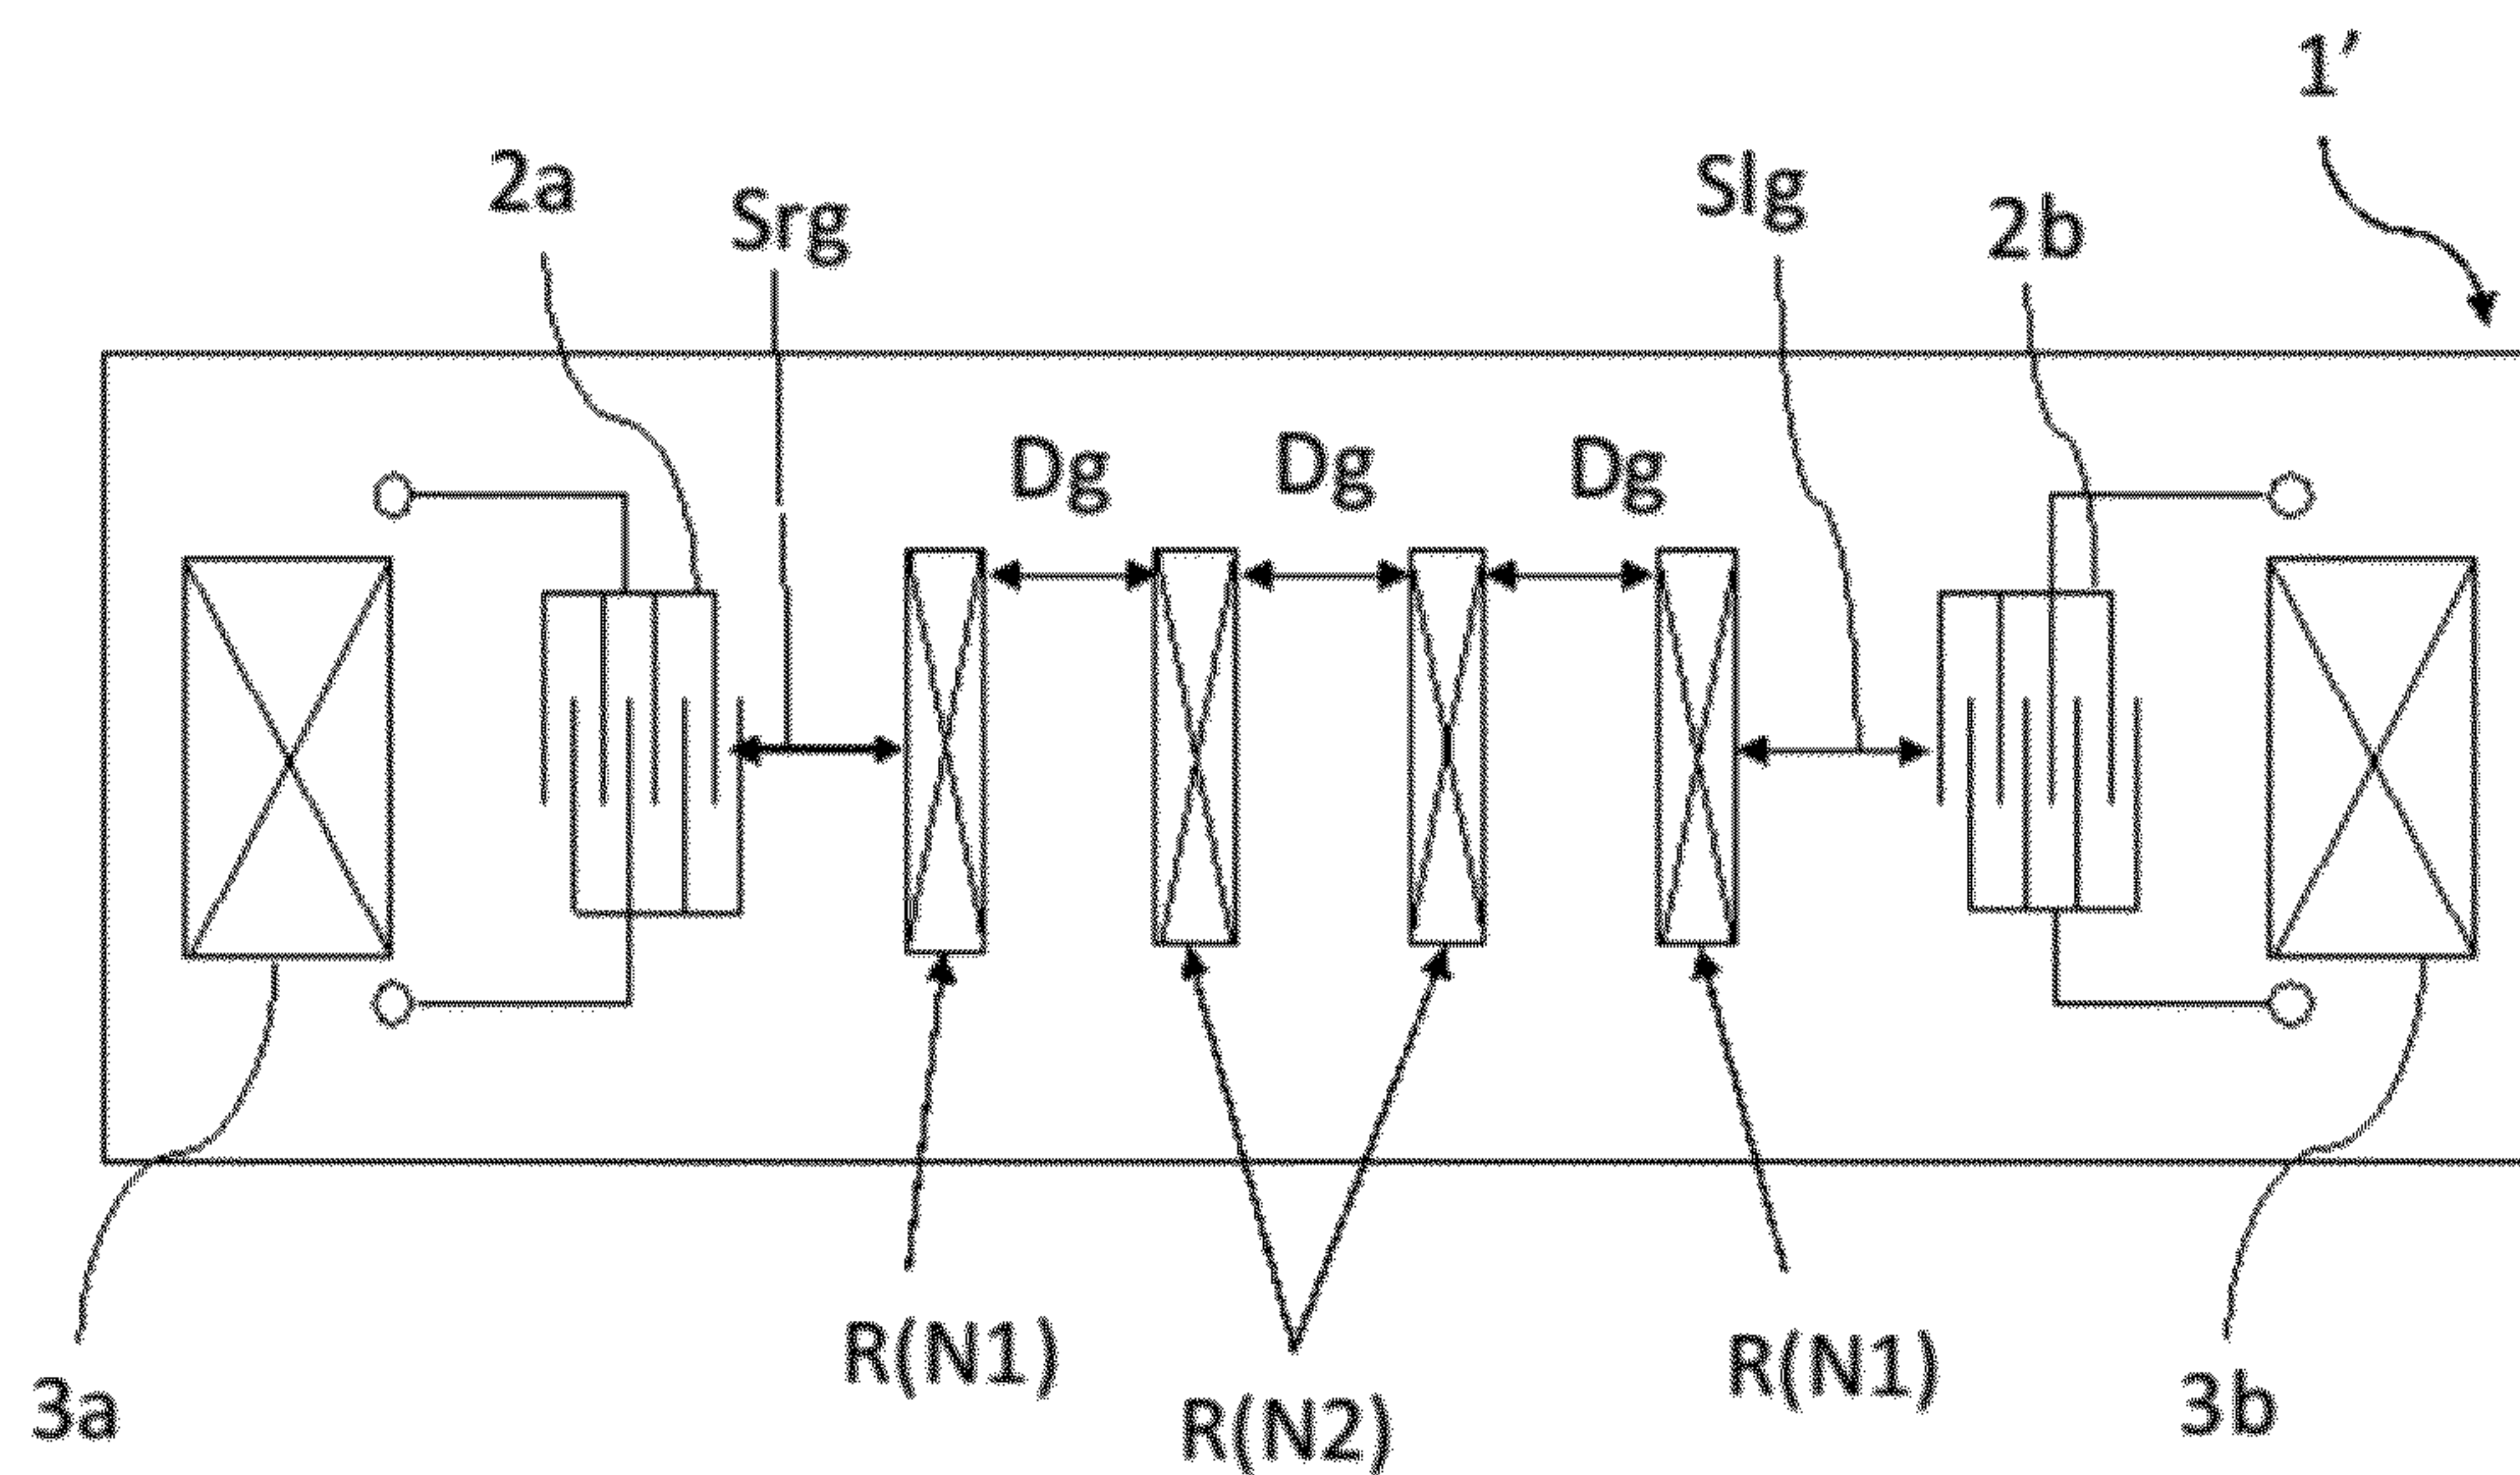 1’
2a
Srg
Slg
2b
Dg
Dg
Dg
R(N1)
R(N1)
3a
R(N2)
3b